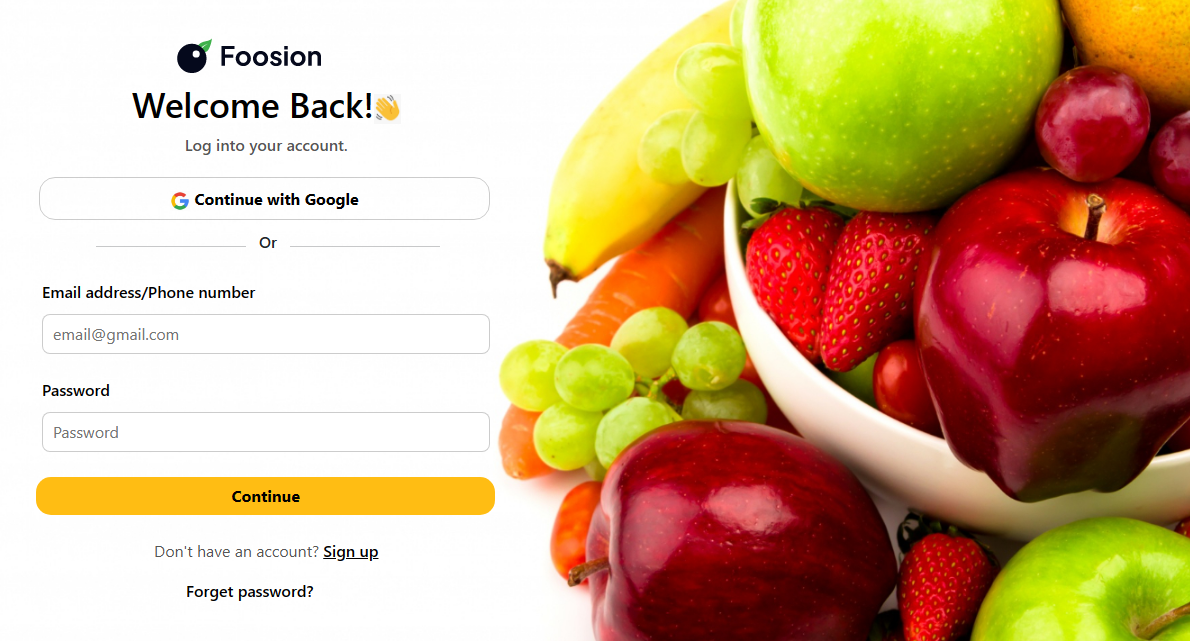 Foosion
Welcome Back!👋
Log into your account.
Continue with Google
Or
Email address/Phone number
email@gmail.com
Password
Password
Continue
Don't have an account? Sign up
Forget password?